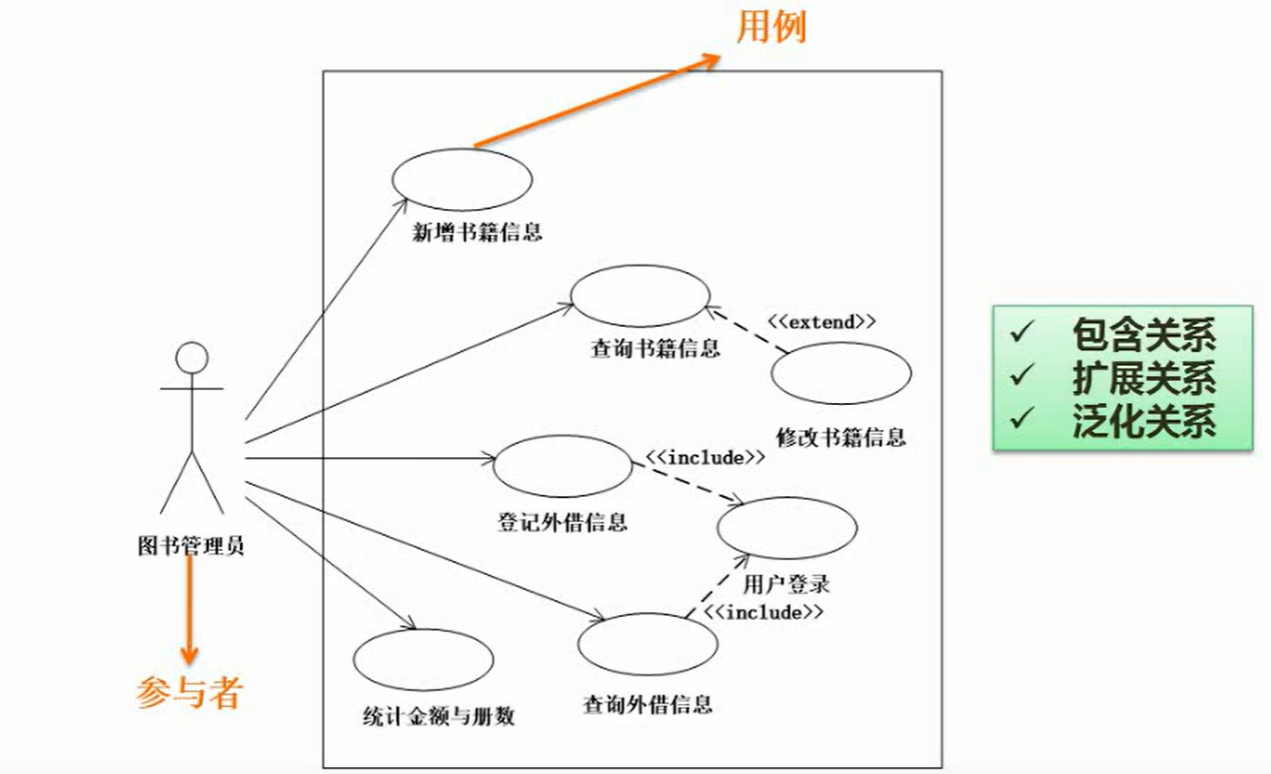 用例
新增书籍信息
查询书籍信息
<<extend>>
修改书籍信息
✓ 包含关系
✓ 扩展关系
✓ 泛化关系
<<include>>
登记外借信息
图书管理员
用户登录
<<include>>
参与者
统计金额与册数
查询外借信息